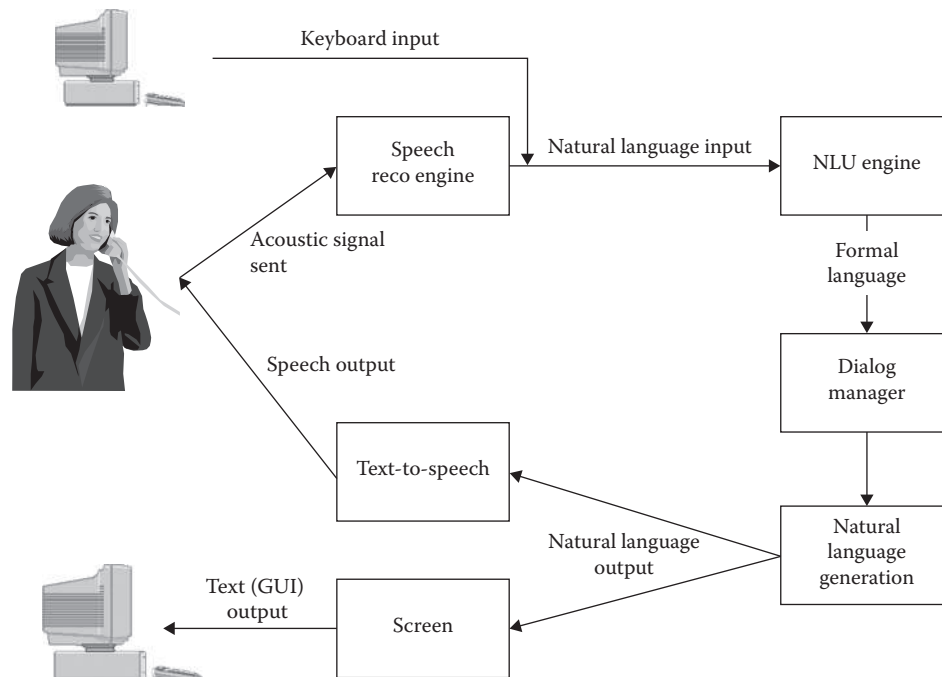 Keyboard input
Speech
reco engine
Natural language input
NLU engine
Acoustic signal
sent
Formal
language
Speech output
Dialog
manager
Text-to-speech
Natural language
output
Natural
language
generation
Text (GUI)
output
Screen